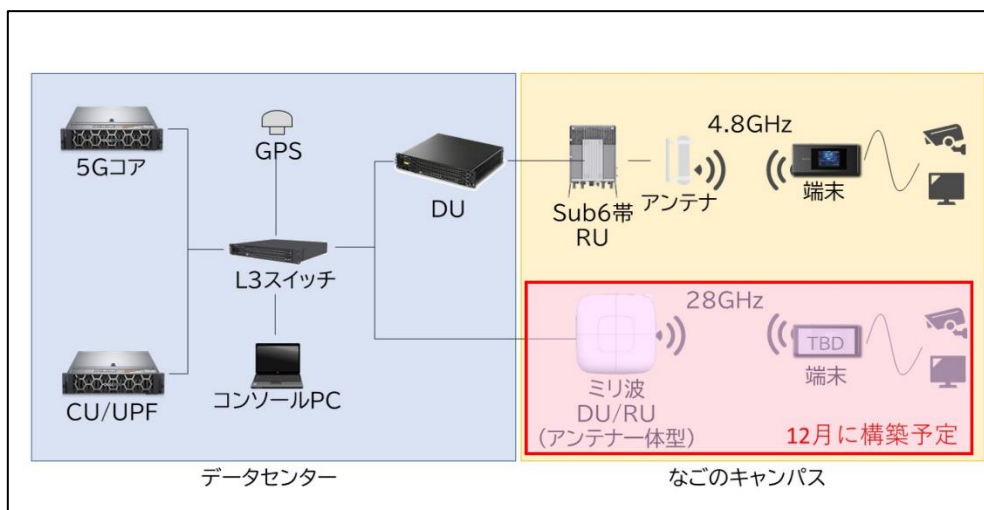 5Gコア
GPS
DU
L3スイッチ
CU/UPF
コンソールPC
データセンター
4.8GHz
Sub6帯
RU
アンテナ
端末
28GHz
TBD
ミリ波
DU/RU
(アンテナ一体型)
端末
12月に構築予定
なごのキャンパス